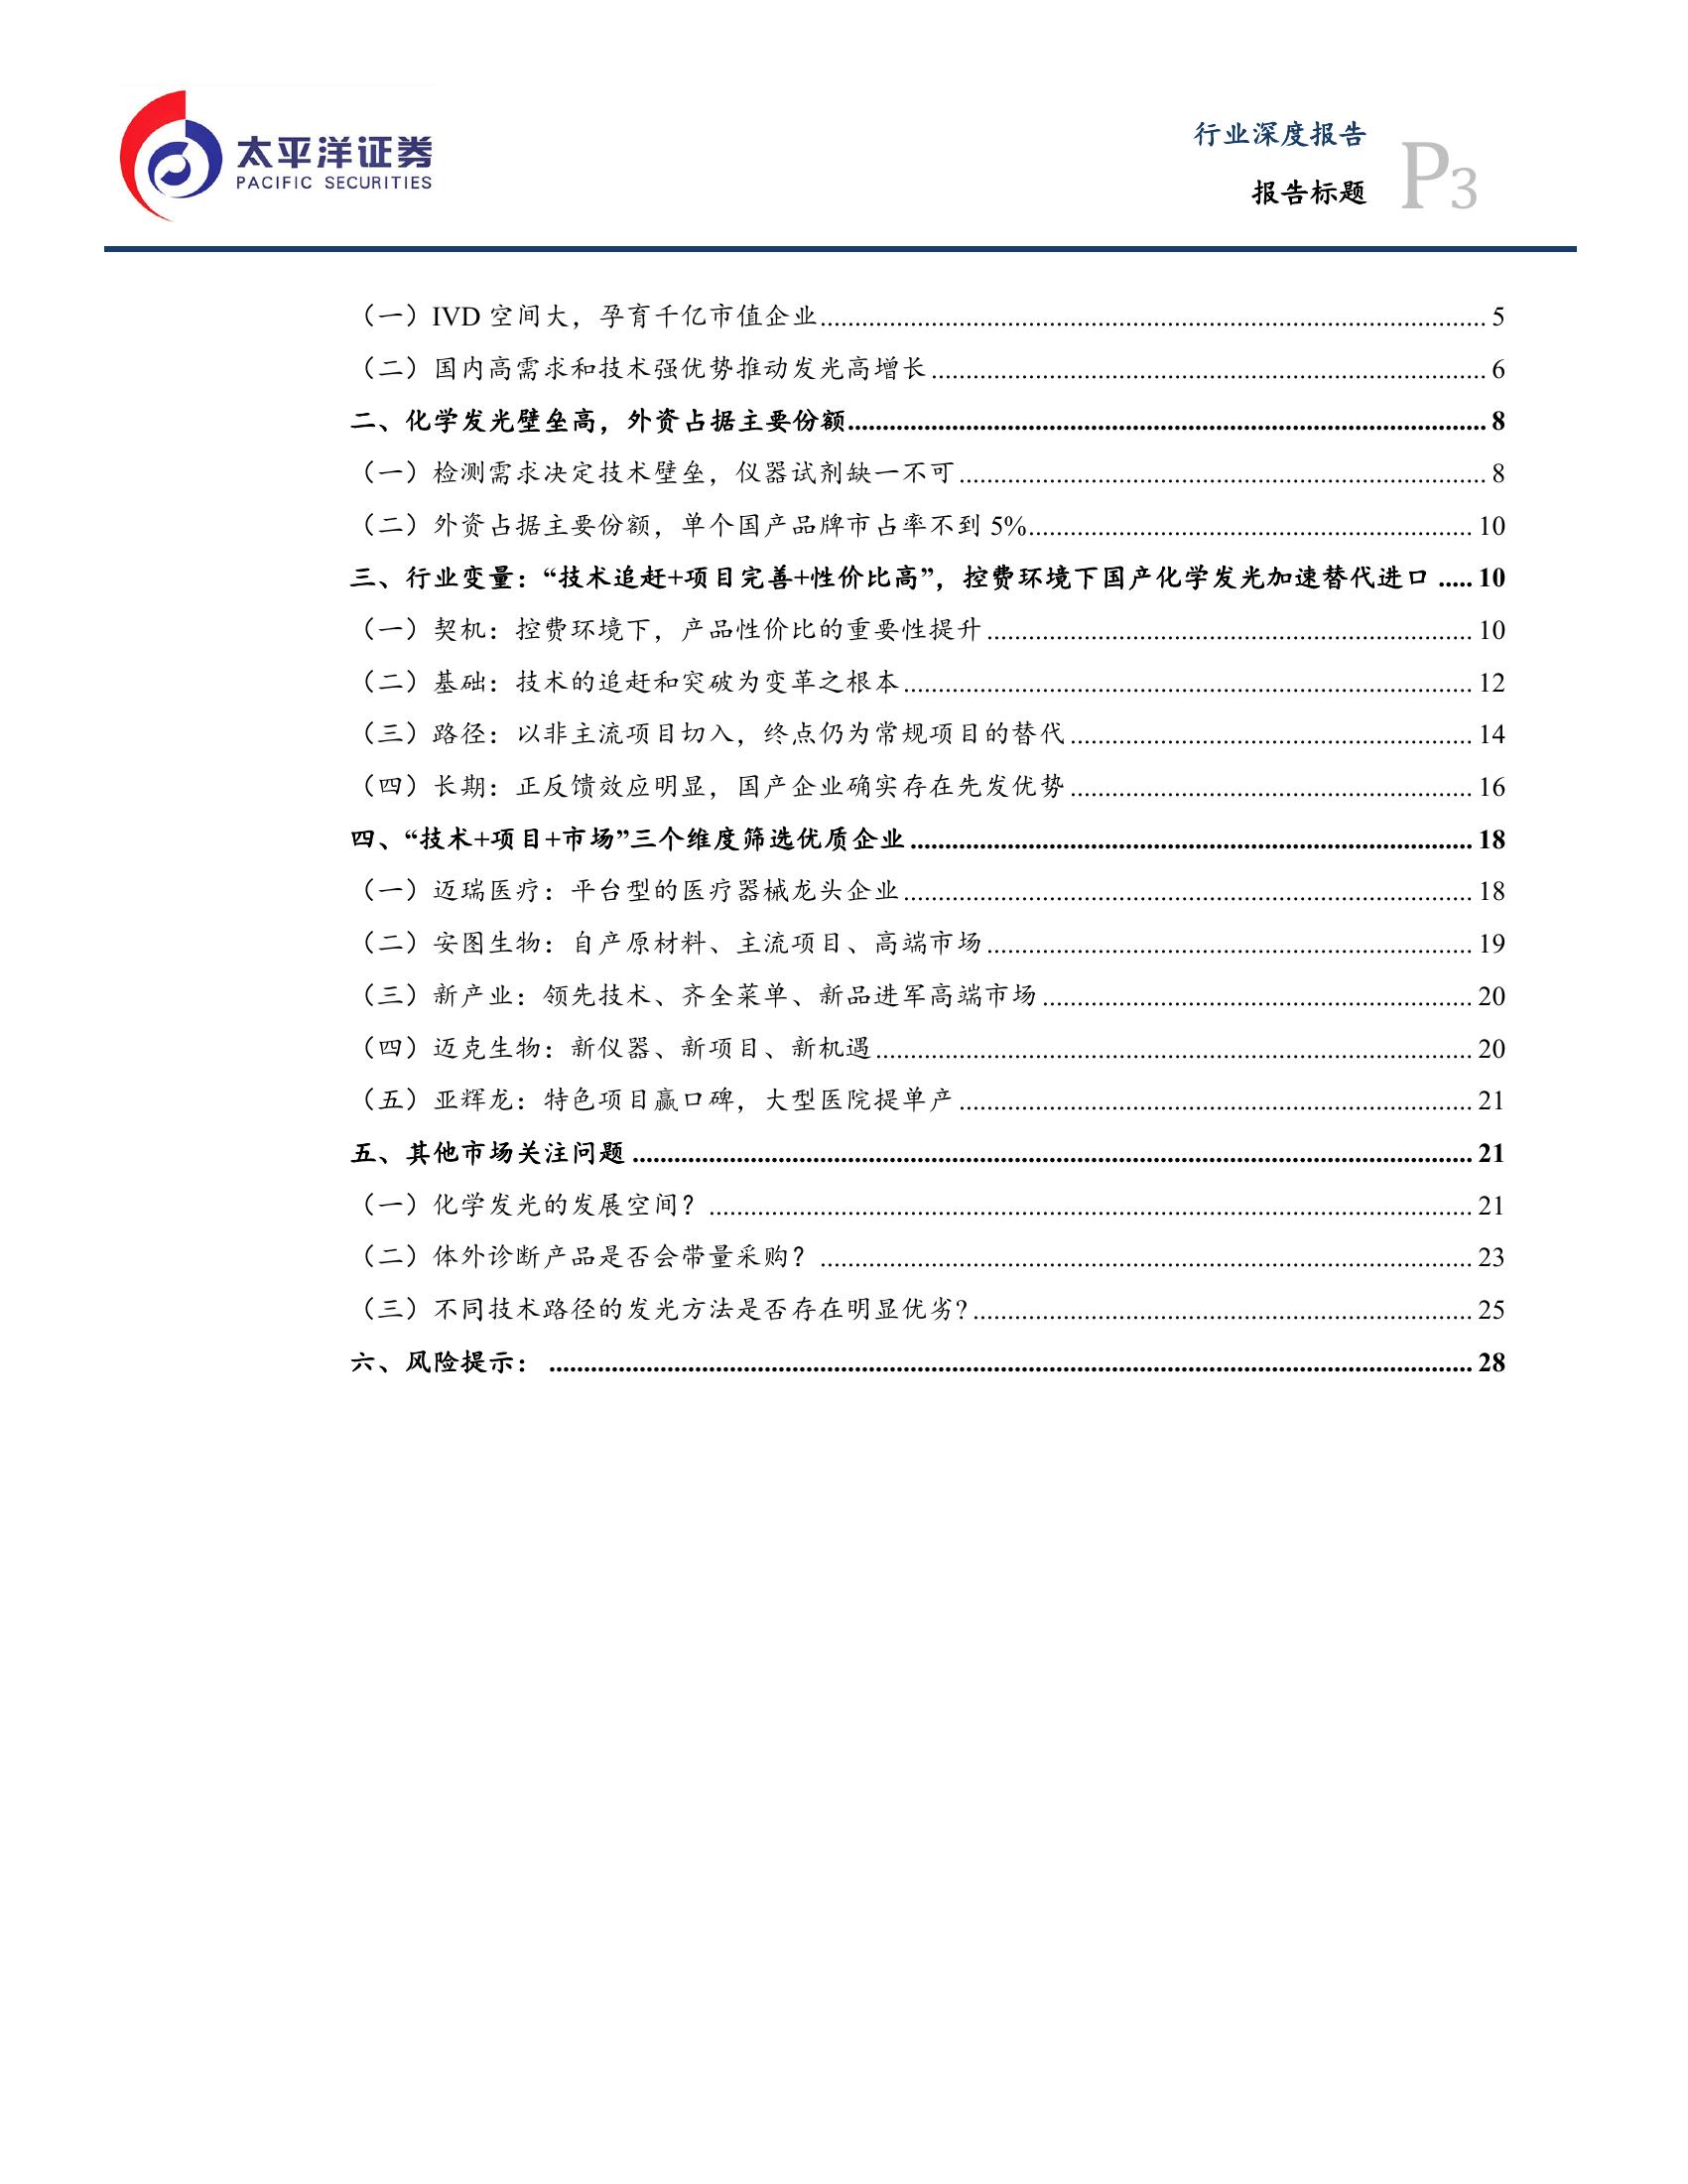 太平洋证券
PACIFIC SECURITIES
行业深度报告
报告标题
P3
（一）IVD 空间大，孕育千亿市值企业 5
（二）国内高需求和技术强优势推动发光高增长 6
二、化学发光壁垒高，外资占据主要份额 8
（一）检测需求决定技术壁垒，仪器试剂缺一不可 8
（二）外资占据主要份额，单个国产品牌市占率不到 5% 10
三、行业变量：“技术追赶+项目完善+性价比高”，控费环境下国产化学发光加速替代进口 10
（一）契机：控费环境下，产品性价比的重要性提升 10
（二）基础：技术的追赶和突破为变革之根本 12
（三）路径：以非主流项目切入，终点仍为常规项目的替代 14
（四）长期：正反馈效应明显，国产企业确实存在先发优势 16
四、“技术+项目+市场”三个维度筛选优质企业 18
（一）迈瑞医疗：平台型的医疗器械龙头企业 18
（二）安图生物：自产原材料、主流项目、高端市场 19
（三）新产业：领先技术、齐全菜单、新品进军高端市场 20
（四）迈克生物：新仪器、新项目、新机遇 20
（五）亚辉龙：特色项目赢口碑，大型医院提单产 21
五、其他市场关注问题 21
（一）化学发光的发展空间？ 21
（二）体外诊断产品是否会带量采购？ 23
（三）不同技术路径的发光方法是否存在明显优劣? 25
六、风险提示： 28